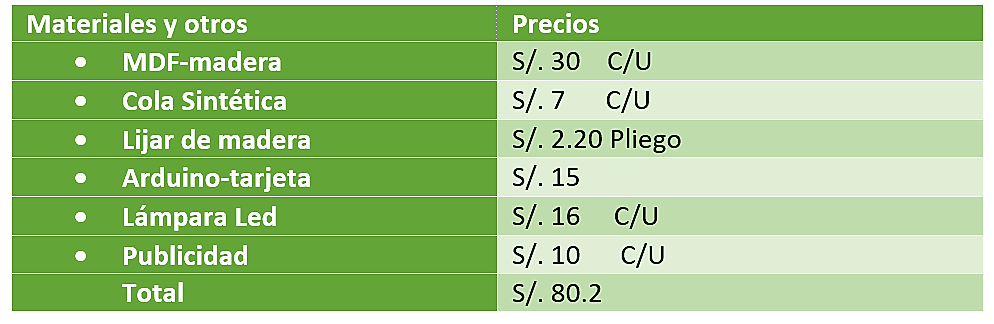 Materiales y otros Precios
• MDF-madera S/. 30 C/U
• Cola Sintética S/. 7 C/U
• Lijar de madera S/. 2.20 Pliego
• Arduino-tarjeta S/. 15
• Lámpara Led S/. 16 C/U
• Publicidad S/. 10 C/U
Total S/. 80.2